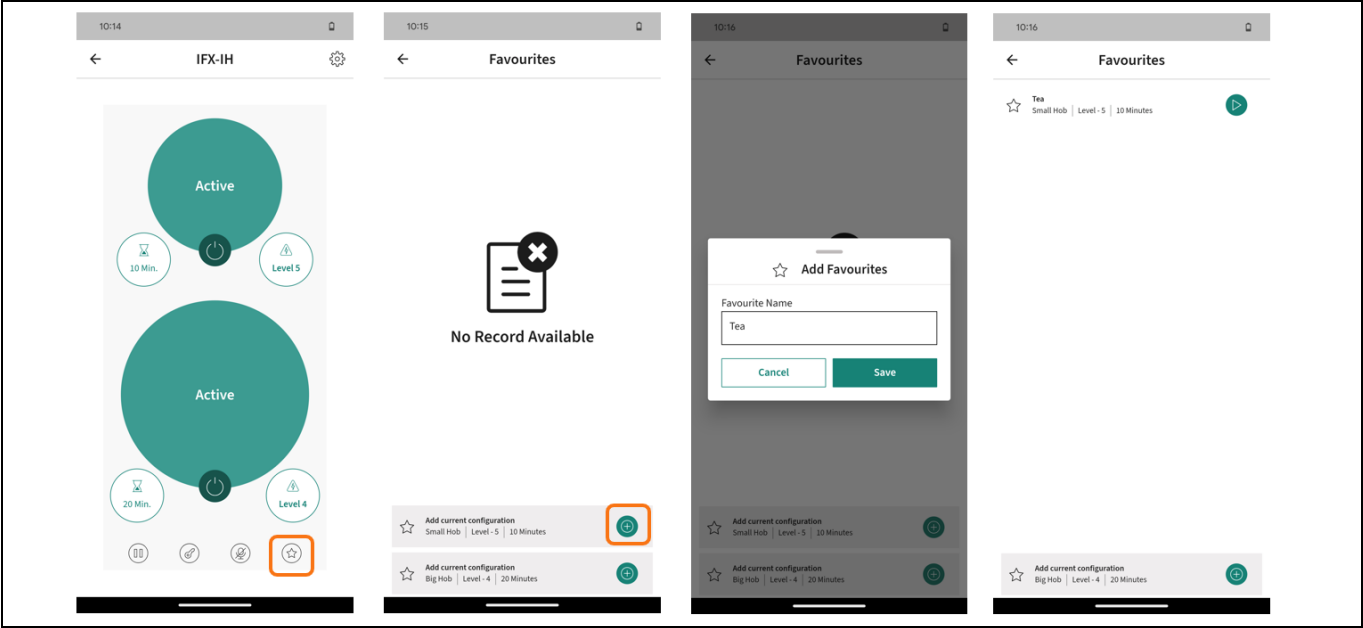 10:14
IFX-IH
Active
10 Min.
Level 5
Active
20 Min.
Level 4
10:15
Favourites
No Record Available
Add current configuration
Small Hob | Level - 5 | 10 Minutes
Add current configuration
Big Hob | Level - 4 | 20 Minutes
10:16
Favourites
Add Favourites
Favourite Name
Tea
Cancel
Save
Add current configuration
Small Hob | Level - 5 | 10 Minutes
Add current configuration
Big Hob | Level - 4 | 20 Minutes
10:16
Favourites
Tea
Small Hob | Level - 5 | 10 Minutes
Add current configuration
Big Hob | Level - 4 | 20 Minutes